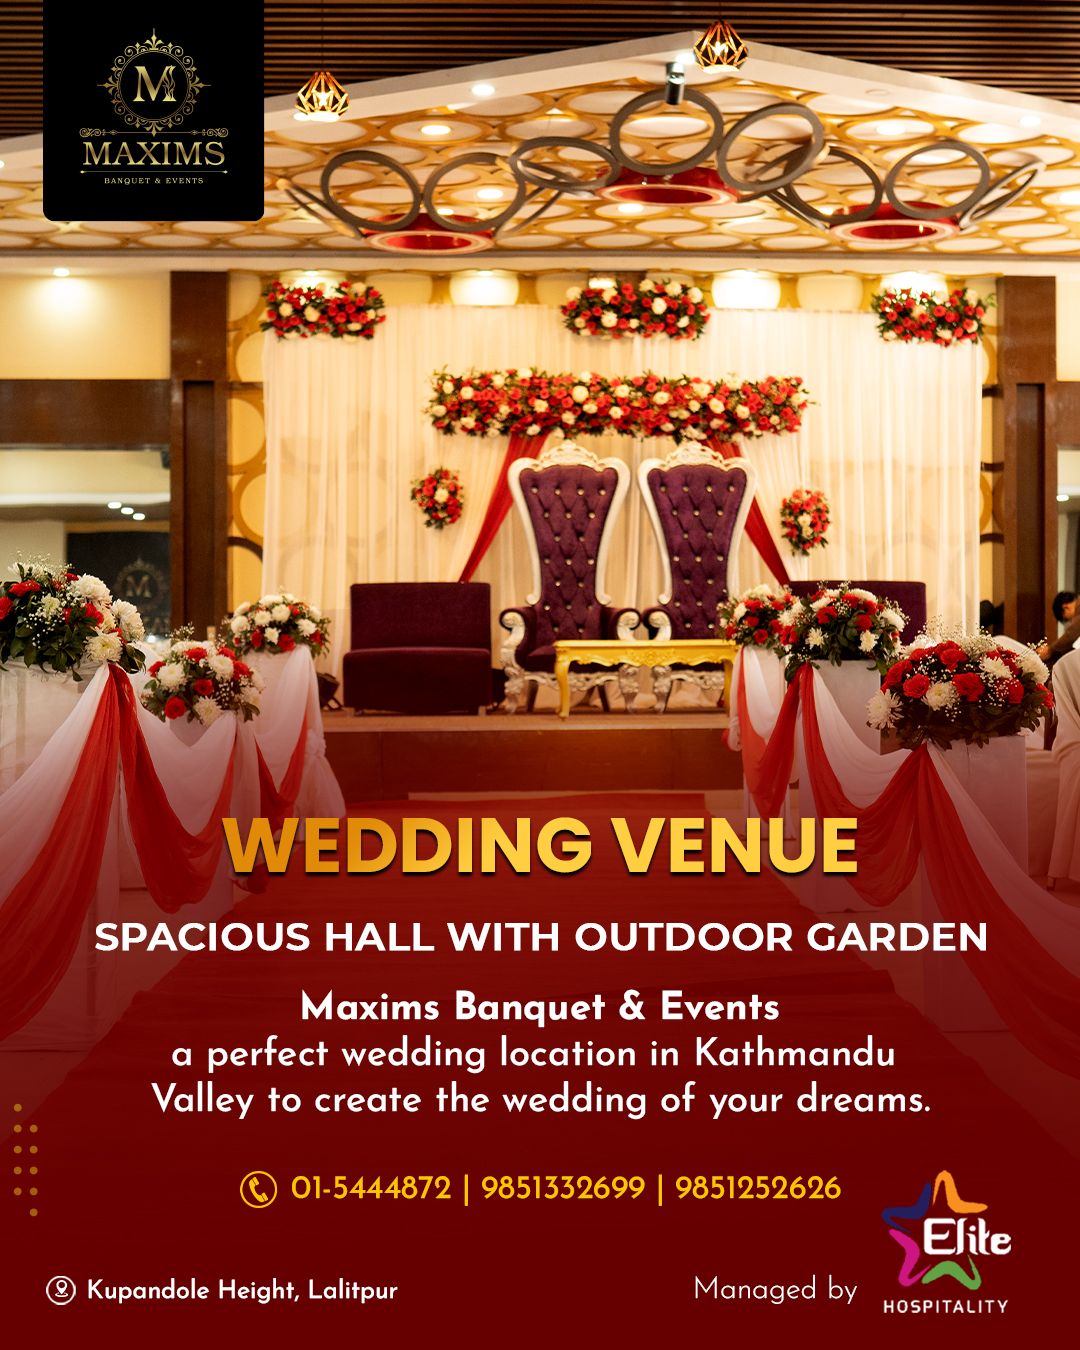 M
MAXIMS
BANQUET & EVENTS
M
WEDDING VENUE
SPACIOUS HALL WITH OUTDOOR GARDEN
Maxims Banquet & Events
a perfect wedding location in Kathmandu
Valley to create the wedding of your dreams.
01-5444872 | 9851332699 | 9851252626
Kupandole Height, Lalitpur
Managed by
Elite
HOSPITALITY